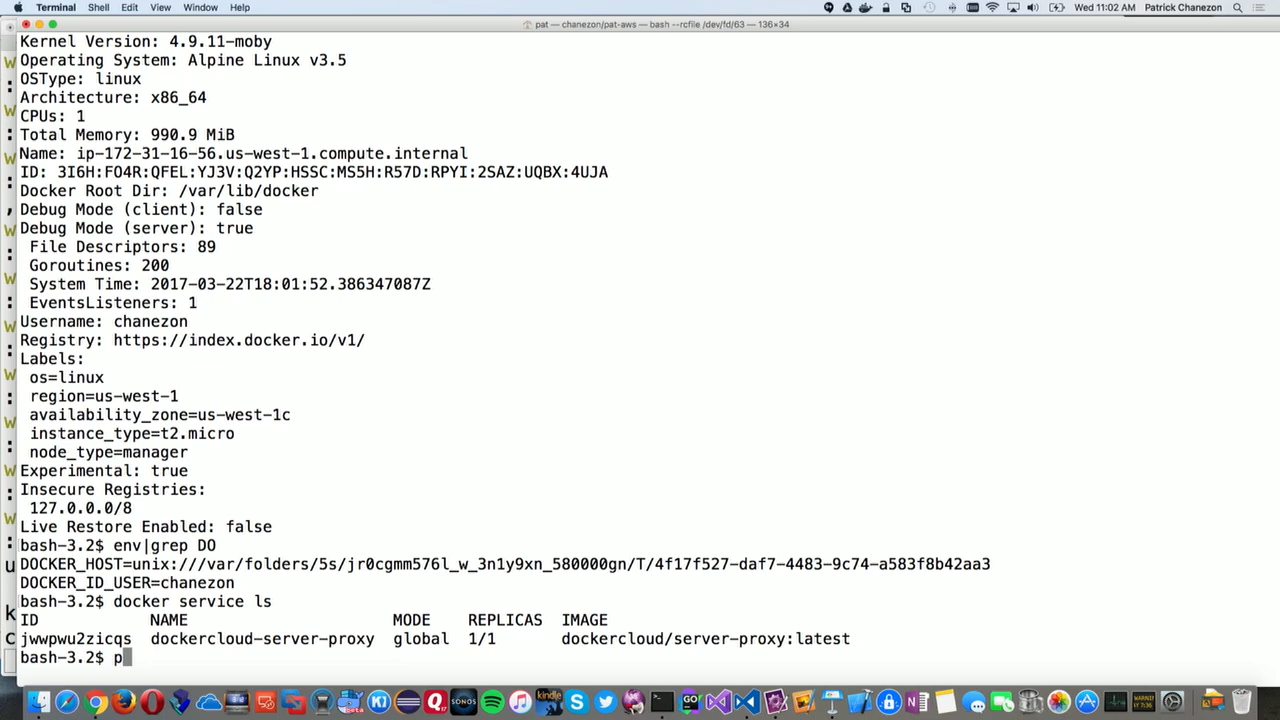 Terminal Shell Edit View Window Help Wed 11:02 AM Patrick Chanezon
pat — chanezon/pat-aws — bash --rcfile /dev/fd/63 — 136×34
Kernel Version: 4.9.11-moby
Operating System: Alpine Linux v3.5
OSType: linux
Architecture: x86_64
CPUs: 1
Total Memory: 990.9 MiB
Name: ip-172-31-16-56.us-west-1.compute.internal
ID: 3I6H:FO4R:QFEL:YJ3V:Q2YP:HSSC:MS5H:R57D:RPYI:2SAZ:UQBX:4UJA
Docker Root Dir: /var/lib/docker
Debug Mode (client): false
Debug Mode (server): true
File Descriptors: 89
Goroutines: 200
System Time: 2017-03-22T18:01:52.386347087Z
EventsListeners: 1
Username: chanezon
Registry: https://index.docker.io/v1/
Labels:
os=linux
region=us-west-1
availability_zone=us-west-1c
instance_type=t2.micro
node_type=manager
Experimental: true
Insecure Registries:
127.0.0.0/8
Live Restore Enabled: false
bash-3.2$ env|grep DO
DOCKER_HOST=unix:///var/folders/5s/jr0cgmm576l_w_3n1y9xn_580000gn/T/4f17f527-daf7-4483-9c74-a583f8b42aa3
DOCKER_ID_USER=chanezon
bash-3.2$ docker service ls
ID NAME MODE REPLICAS IMAGE
jwwpwu2zicqs dockercloud-server-proxy global 1/1 dockercloud/server-proxy:latest
bash-3.2$ p